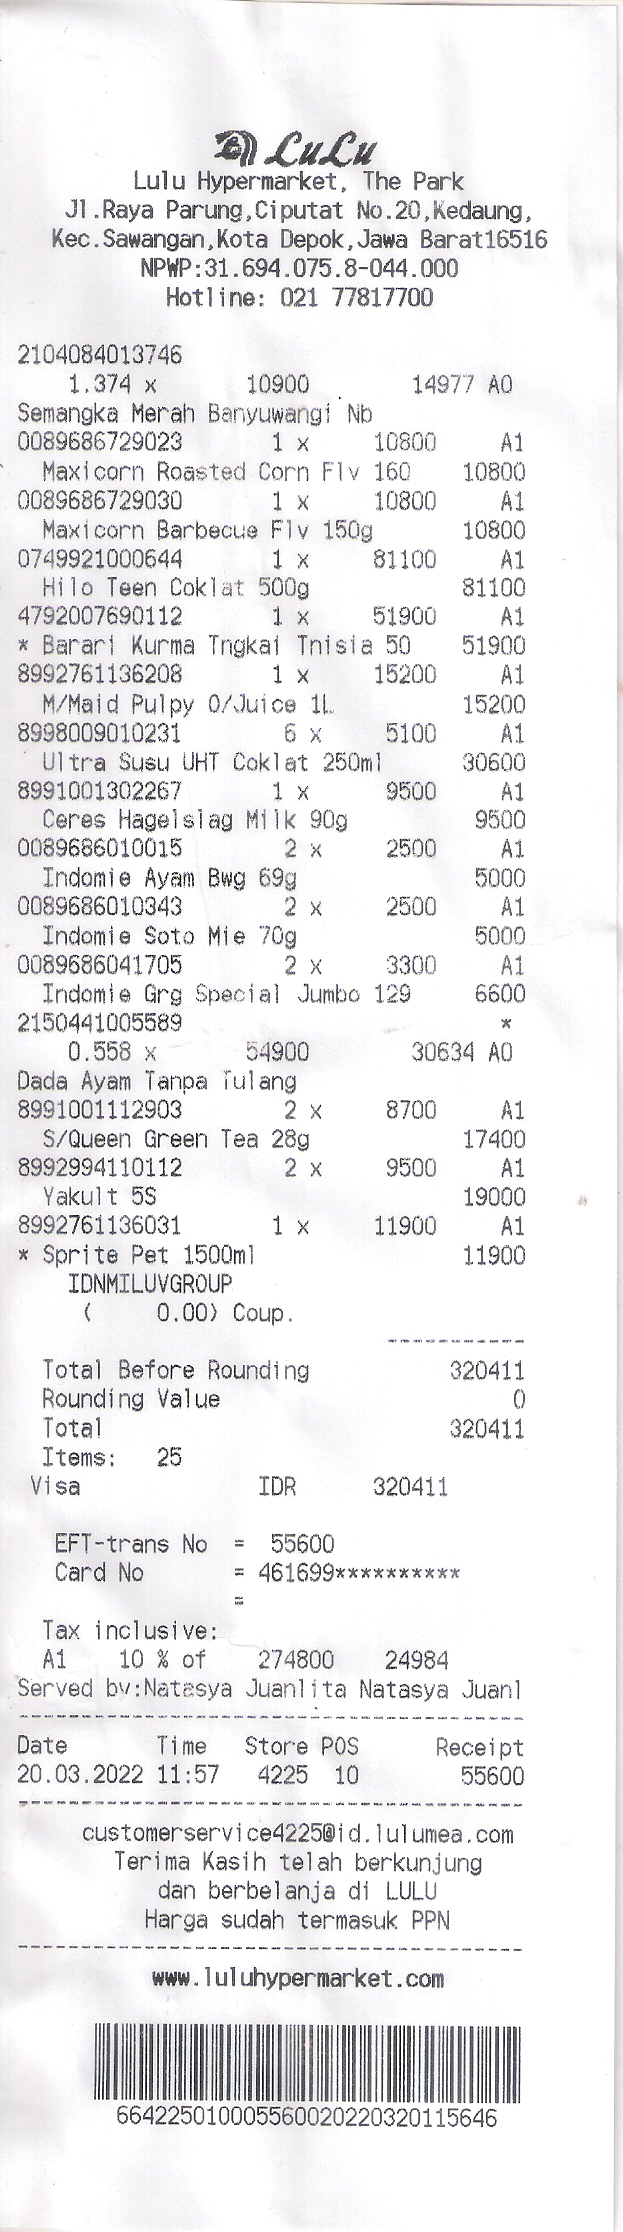 LuLu
Lulu Hypermarket, The Park
Jl.Raya Parung,Ciputat No.20,Kedaung,
Kec.Sawangan,Kota Depok,Jawa Barat16516
NPWP:31.694.075.8-044.000
Hotline: 021 77817700
2104084013746
1.374 x 10900 14977 A0
Semangka Merah Banyuwangi Nb
0089686729023 1 x 10800 A1
Maxicorn Roasted Corn Flv 160 10800
0089686729030 1 x 10800 A1
Maxicorn Barbecue Flv 150g 10800
0749921000644 1 x 81100 A1
Hilo Teen Coklat 500g 81100
4792007690112 1 x 51900 A1
* Barari Kurma Tngkai Tnisia 50 51900
8992761136208 1 x 15200 A1
M/Maid Pulpy O/Juice 1L 15200
8998009010231 6 x 5100 A1
Ultra Susu UHT Coklat 250ml 30600
8991001302267 1 x 9500 A1
Ceres Hagelslag Milk 90g 9500
0089686010015 2 x 2500 A1
Indomie Ayam Bwg 69g 5000
0089686010343 2 x 2500 A1
Indomie Soto Mie 70g 5000
0089686041705 2 x 3300 A1
Indomie Grg Special Jumbo 129 6600
2150441005589 *
0.558 x 54900 30634 A0
Dada Ayam Tanpa Tulang
8991001112903 2 x 8700 A1
S/Queen Green Tea 28g 17400
8992994110112 2 x 9500 A1
Yakult 5S 19000
8992761136031 1 x 11900 A1
* Sprite Pet 1500ml 11900
IDNMILUVGROUP
( 0.00) Coup.
-----------
Total Before Rounding 320411
Rounding Value 0
Total 320411
Items: 25
Visa IDR 320411
EFT-trans No = 55600
Card No = 461699**********
=
Tax inclusive:
A1 10 % of 274800 24984
Served by:Natasya Juanlita Natasya Juanl
----------------------------------------
Date Time Store POS Receipt
20.03.2022 11:57 4225 10 55600
----------------------------------------
customerservice4225@id.lulumea.com
Terima Kasih telah berkunjung
dan berbelanja di LULU
Harga sudah termasuk PPN
----------------------------------------
www.luluhypermarket.com
664225010005560020220320115646